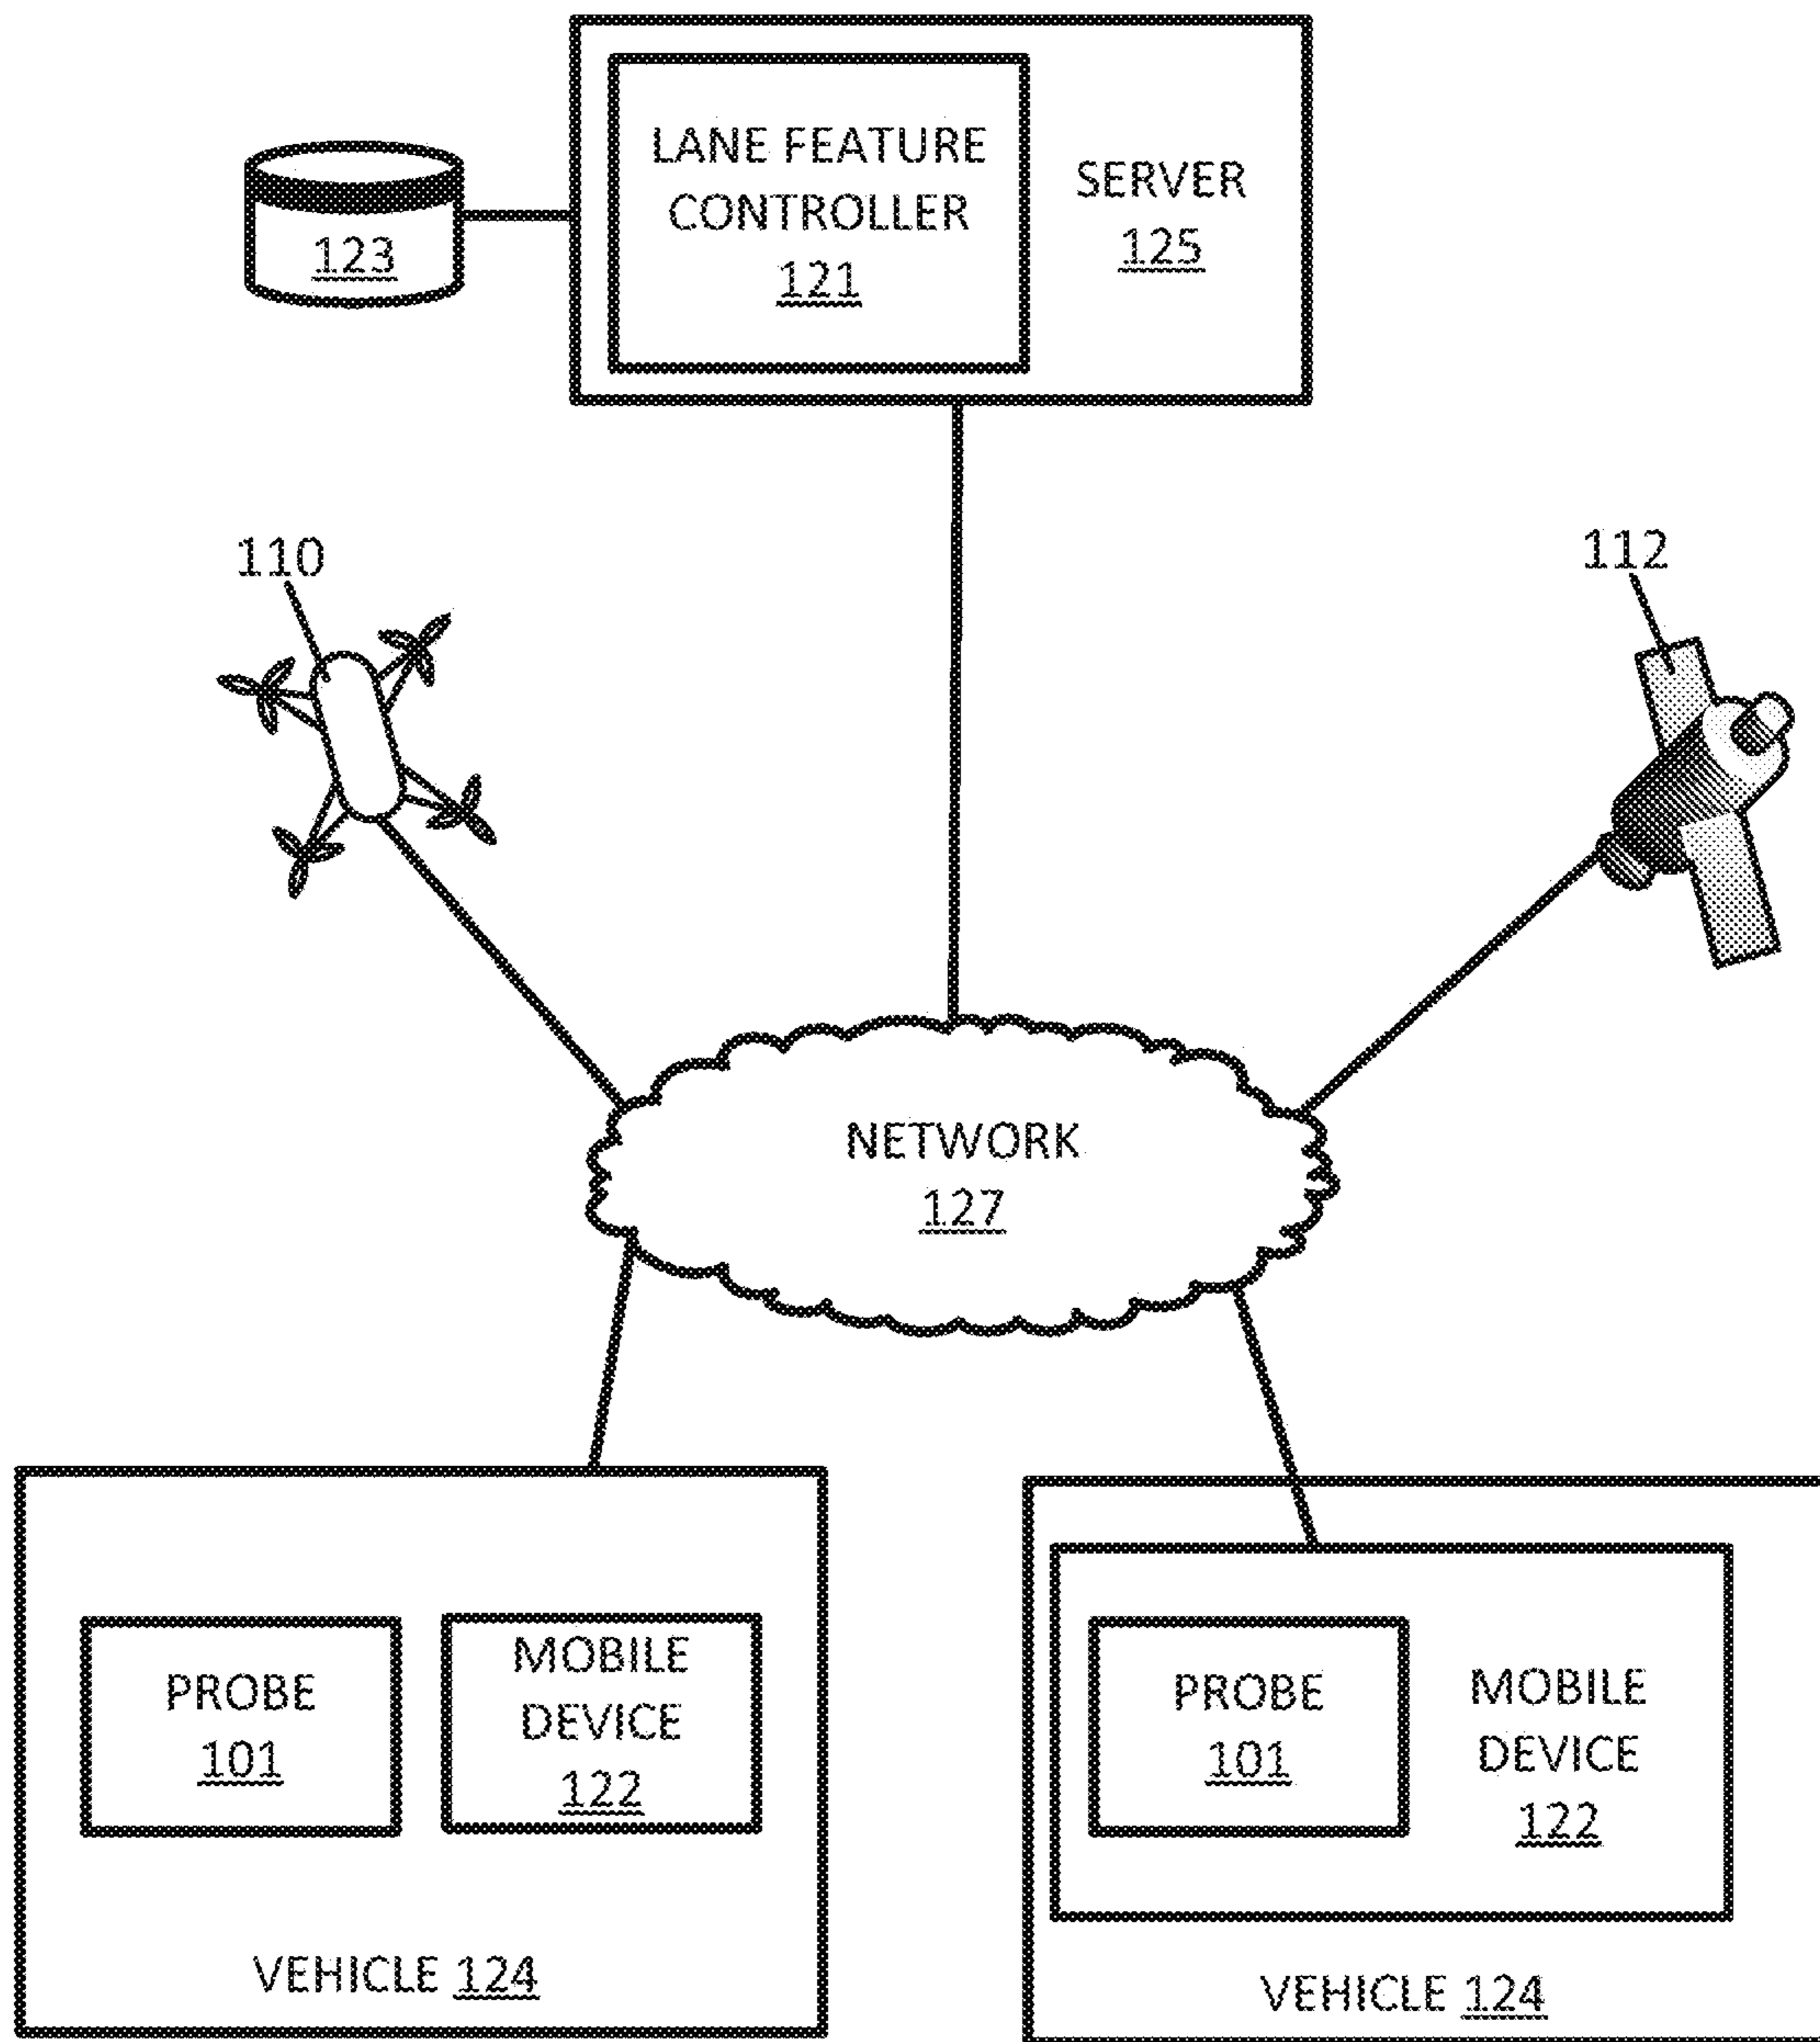 LANE FEATURE
CONTROLLER
121
SERVER
125
123
110
112
NETWORK
127
PROBE
101
MOBILE
DEVICE
122
VEHICLE 124
PROBE
101
MOBILE
DEVICE
122
VEHICLE 124